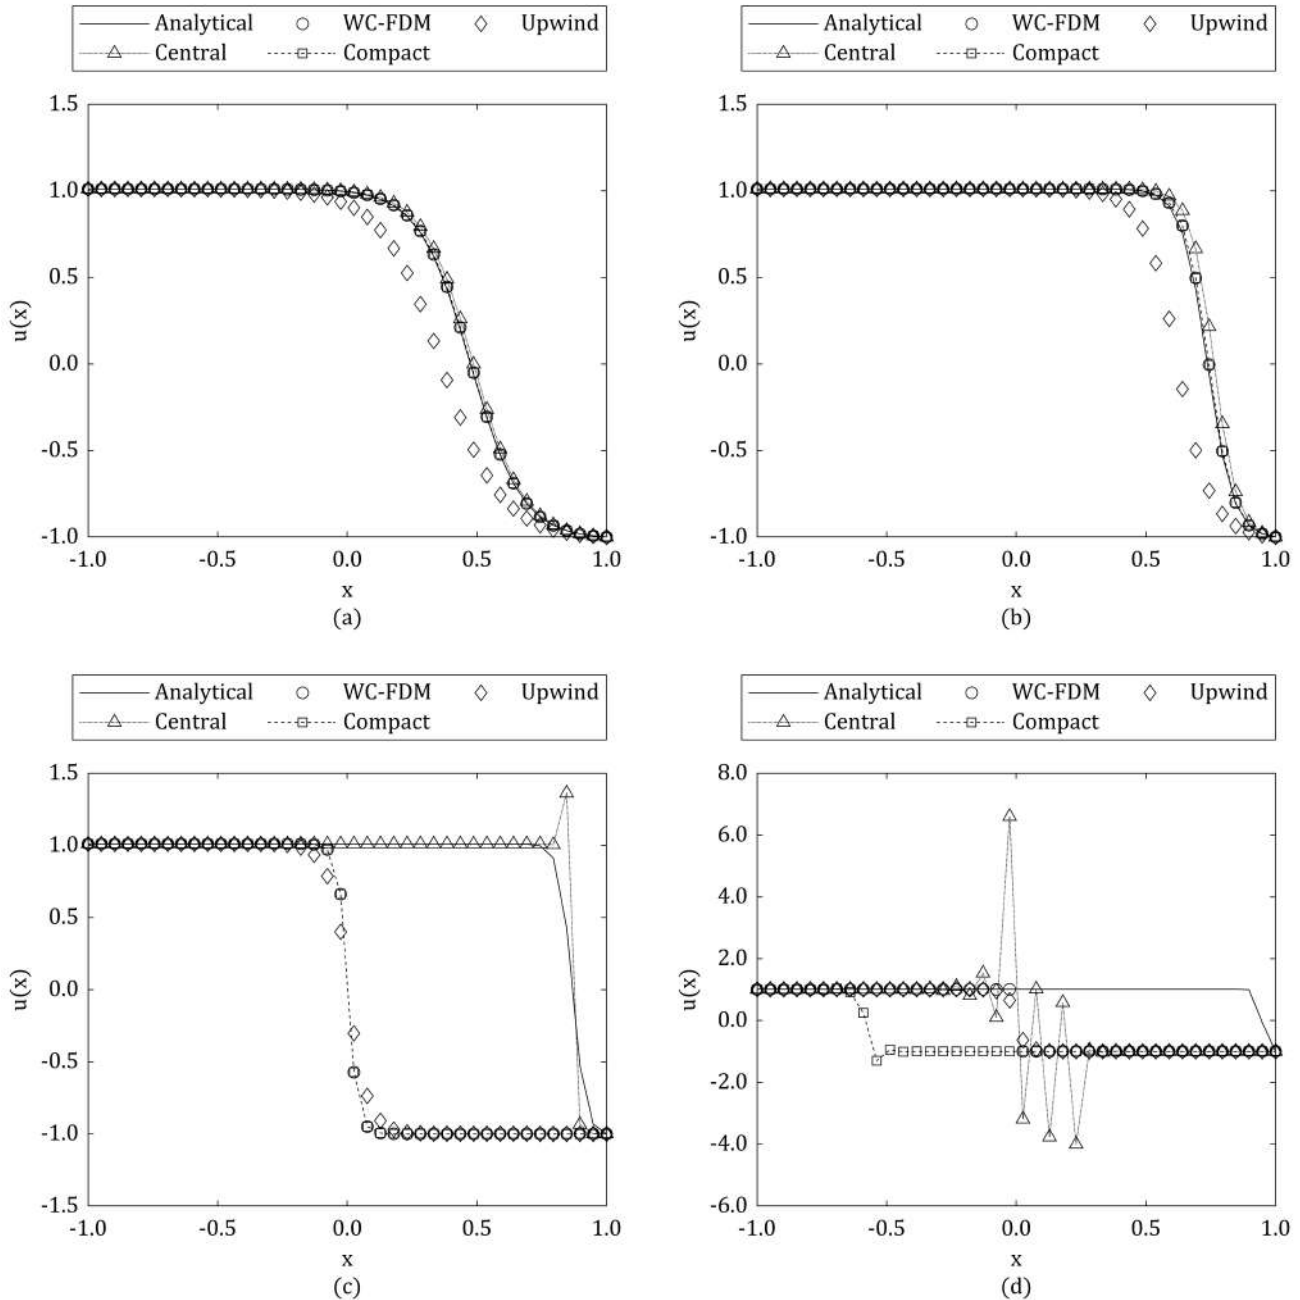 Analytical WC-FDM Upwind
Central Compact
Analytical WC-FDM Upwind
Central Compact
1.5
1.0
0.5
0.0
-0.5
-1.0
u(x)
-1.0 -0.5 0.0 0.5 1.0
x
(a)
1.5
1.0
0.5
0.0
-0.5
-1.0
u(x)
-1.0 -0.5 0.0 0.5 1.0
x
(b)
Analytical WC-FDM Upwind
Central Compact
Analytical WC-FDM Upwind
Central Compact
1.5
1.0
0.5
0.0
-0.5
-1.0
-1.5
u(x)
-1.0 -0.5 0.0 0.5 1.0
x
(c)
8.0
6.0
4.0
2.0
0.0
-2.0
-4.0
-6.0
u(x)
-1.0 -0.5 0.0 0.5 1.0
x
(d)